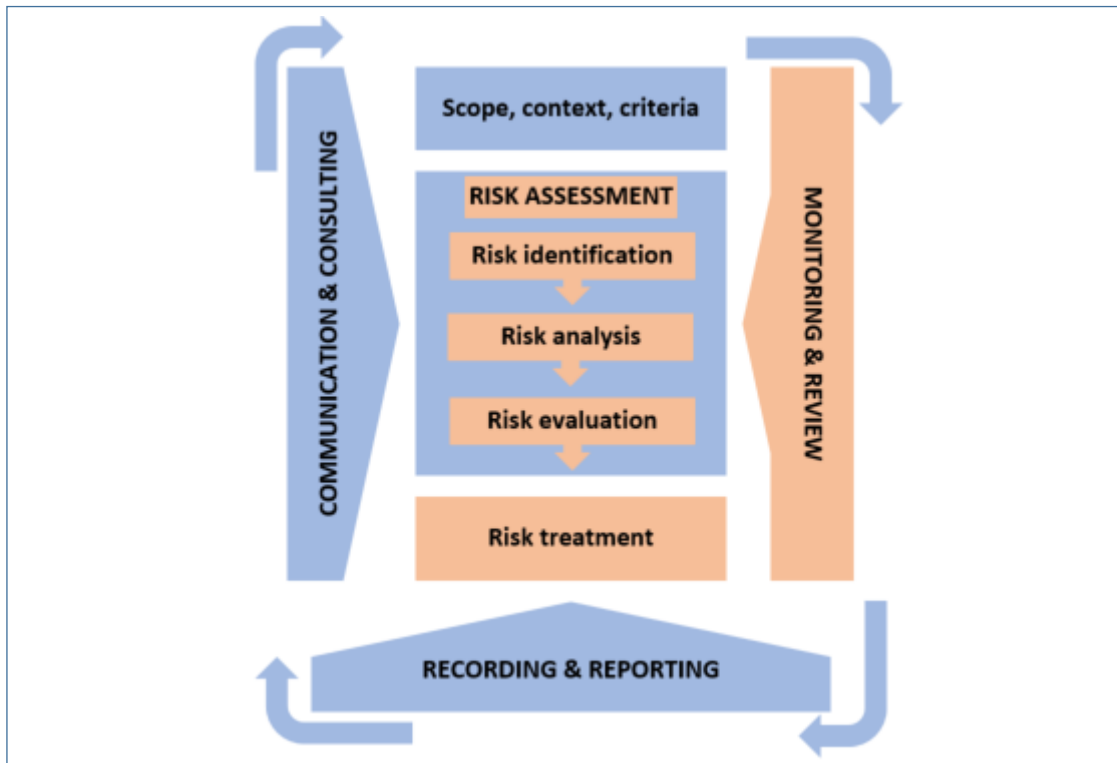 Scope, context, criteria
COMMUNICATION & CONSULTING
RISK ASSESSMENT
Risk identification
Risk analysis
Risk evaluation
MONITORING & REVIEW
Risk treatment
RECORDING & REPORTING